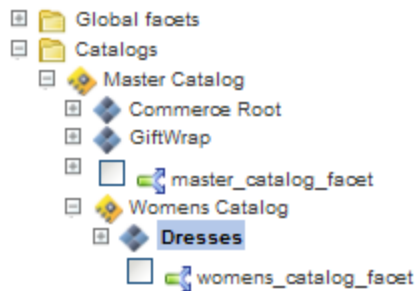 Global facets
Catalogs
Master Catalog
Commerce Root
GiftWrap
master_catalog_facet
Womens Catalog
Dresses
womens_catalog_facet